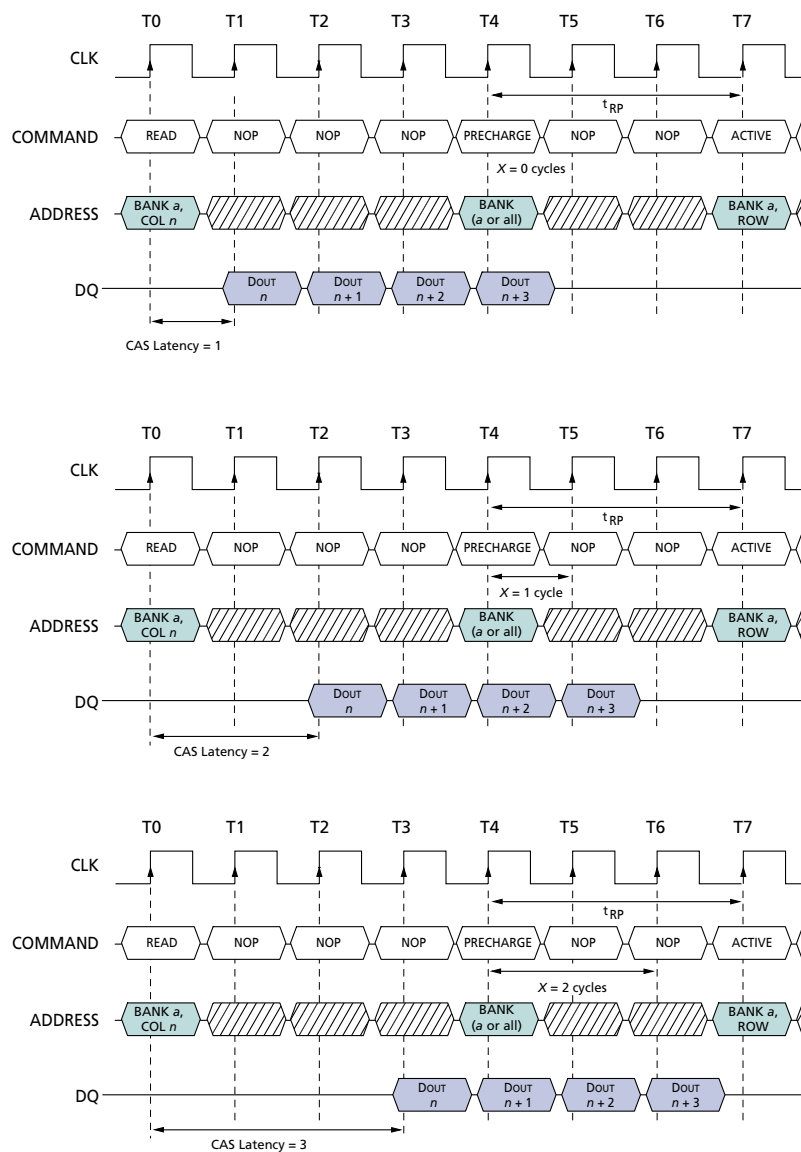 T0 T1 T2 T3 T4 T5 T6 T7
CLK
tRP
COMMAND READ NOP NOP NOP PRECHARGE NOP NOP ACTIVE
X = 0 cycles
ADDRESS BANK a, COL n BANK (a or all) BANK a, ROW
DQ DOUT n DOUT n + 1 DOUT n + 2 DOUT n + 3
CAS Latency = 1
T0 T1 T2 T3 T4 T5 T6 T7
CLK
tRP
COMMAND READ NOP NOP NOP PRECHARGE NOP NOP ACTIVE
X = 1 cycle
ADDRESS BANK a, COL n BANK (a or all) BANK a, ROW
DQ DOUT n DOUT n + 1 DOUT n + 2 DOUT n + 3
CAS Latency = 2
T0 T1 T2 T3 T4 T5 T6 T7
CLK
tRP
COMMAND READ NOP NOP NOP PRECHARGE NOP NOP ACTIVE
X = 2 cycles
ADDRESS BANK a, COL n BANK (a or all) BANK a, ROW
DQ DOUT n DOUT n + 1 DOUT n + 2 DOUT n + 3
CAS Latency = 3